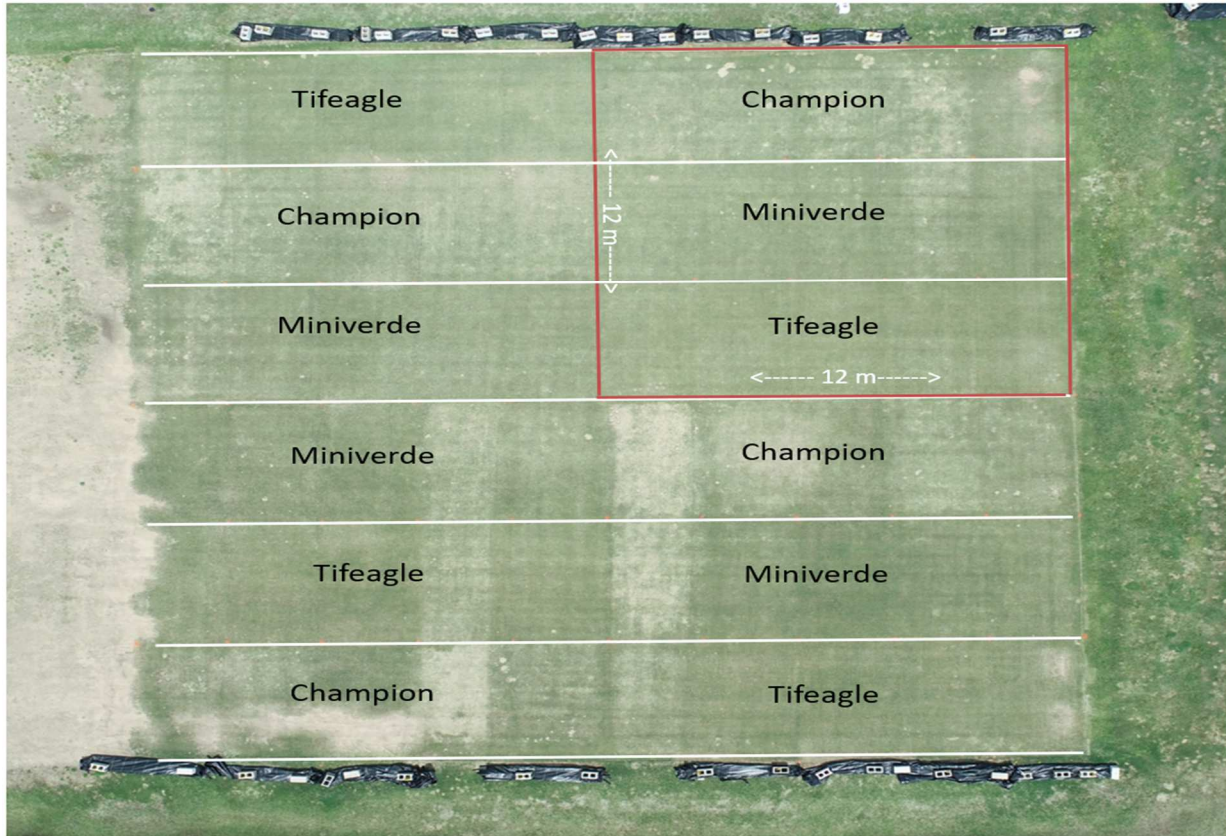 Tifeagle
Champion
Champion
Miniverde
<----- 12 m------>
Miniverde
Tifeagle
<------ 12 m------>
Miniverde
Champion
Tifeagle
Miniverde
Champion
Tifeagle